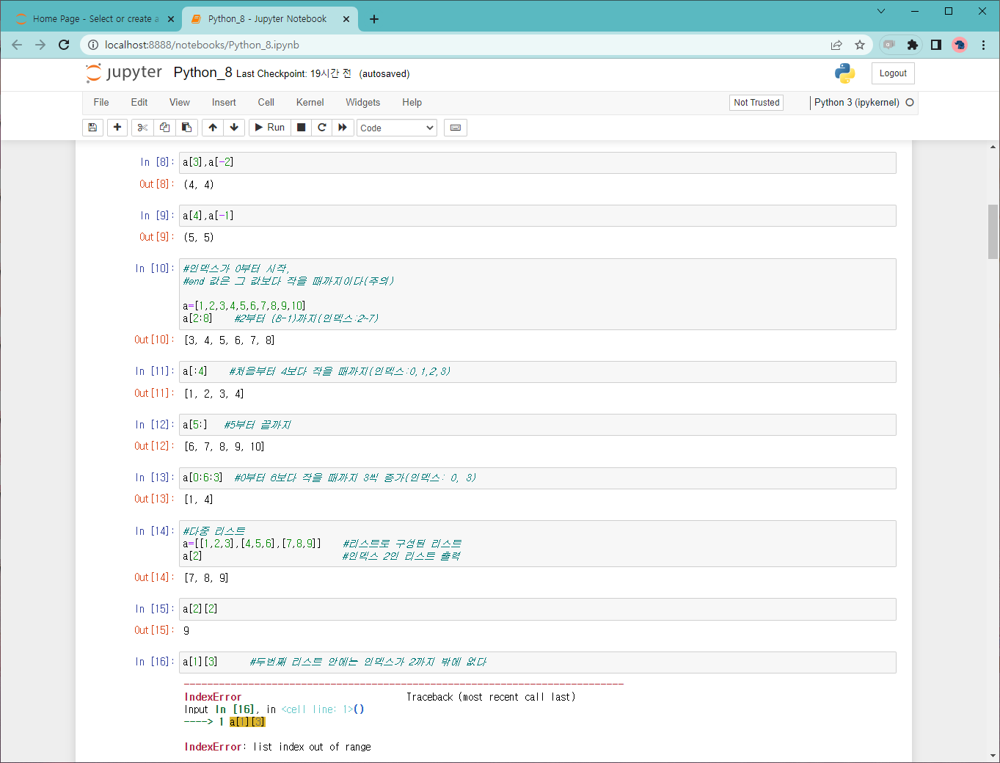 Home Page - Select or create a
Python_8 - Jupyter Notebook
localhost:8888/notebooks/Python_8.ipynb
jupyter Python_8 Last Checkpoint: 19시간 전 (autosaved)
Logout
File Edit View Insert Cell Kernel Widgets Help
Not Trusted
Python 3 (ipykernel)
Run
Code
In [8]: a[3],a[-2]
Out[8]: (4, 4)
In [9]: a[4],a[-1]
Out[9]: (5, 5)
In [10]: #인덱스가 0부터 시작,
#end 값은 그 값보다 작을 때까지이다(주의)
a=[1,2,3,4,5,6,7,8,9,10]
a[2:8] #2부터 (8-1)까지(인덱스:2~7)
Out[10]: [3, 4, 5, 6, 7, 8]
In [11]: a[:4] #처음부터 4보다 작을 때까지(인덱스:0,1,2,3)
Out[11]: [1, 2, 3, 4]
In [12]: a[5:] #5부터 끝까지
Out[12]: [6, 7, 8, 9, 10]
In [13]: a[0:6:3] #0부터 6보다 작을 때까지 3씩 증가(인덱스: 0, 3)
Out[13]: [1, 4]
In [14]: #다중 리스트
a=[[1,2,3],[4,5,6],[7,8,9]] #리스트로 구성된 리스트
a[2] #인덱스 2인 리스트 출력
Out[14]: [7, 8, 9]
In [15]: a[2][2]
Out[15]: 9
In [16]: a[1][3] #두번째 리스트 안에는 인덱스가 2까지 밖에 없다
---------------------------------------------------------------------------
IndexError Traceback (most recent call last)
Input In [16], in <cell line: 1>()
----> 1 a[1][3]
IndexError: list index out of range